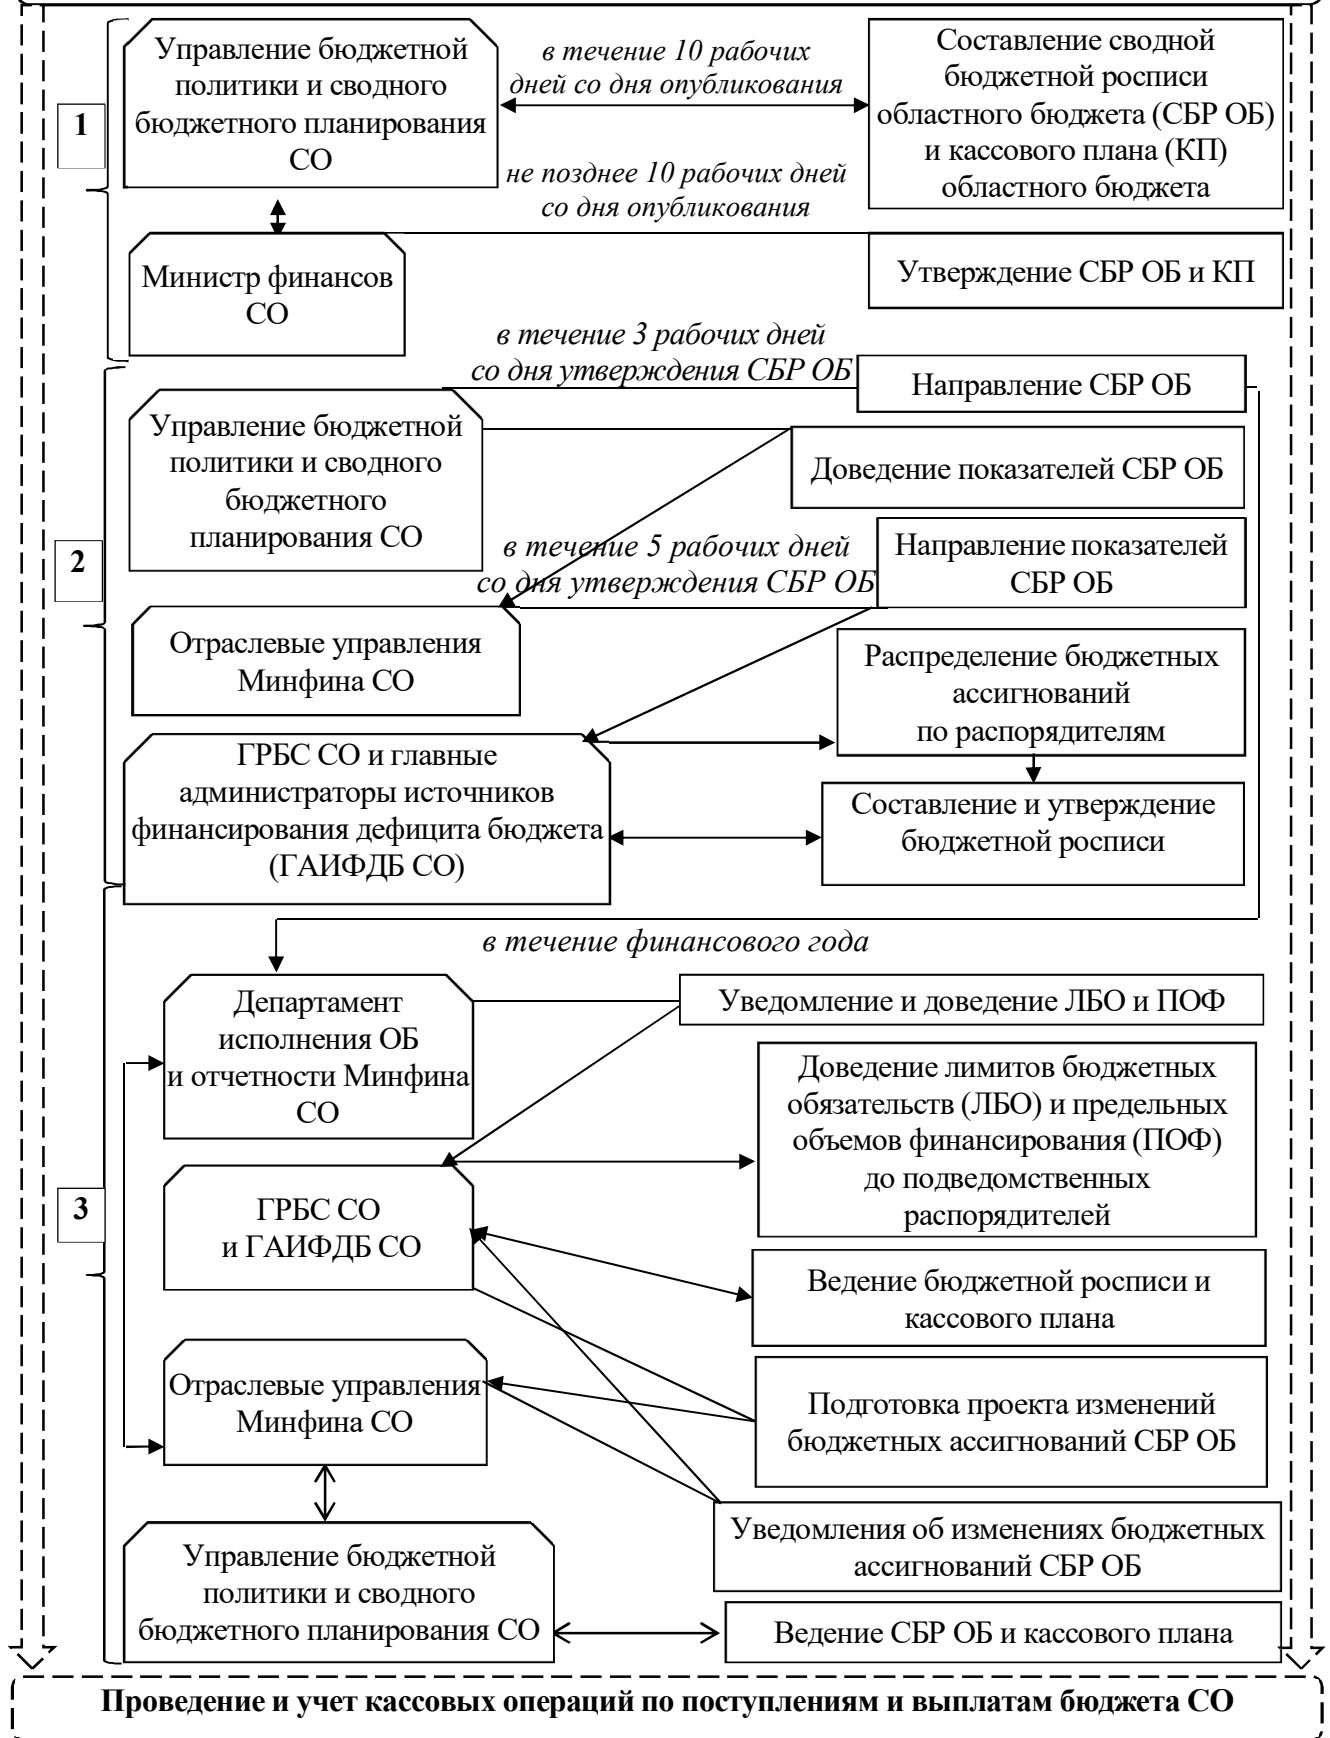 1
Управление бюджетной
политики и сводного
бюджетного планирования
СО
в течение 10 рабочих
дней со дня опубликования
Составление сводной
бюджетной росписи
областного бюджета (СБР ОБ)
и кассового плана (КП)
областного бюджета
не позднее 10 рабочих дней
со дня опубликования
Министр финансов
СО
Утверждение СБР ОБ и КП
2
в течение 3 рабочих дней
со дня утверждения СБР ОБ
Направление СБР ОБ
Управление бюджетной
политики и сводного
бюджетного
планирования СО
Доведение показателей СБР ОБ
в течение 5 рабочих дней
со дня утверждения СБР ОБ
Направление показателей
СБР ОБ
Отраслевые управления
Минфина СО
Распределение бюджетных
ассигнований
по распорядителям
ГРБС СО и главные
администраторы источников
финансирования дефицита бюджета
(ГАИФДБ СО)
Составление и утверждение
бюджетной росписи
3
в течение финансового года
Департамент
исполнения ОБ
и отчетности Минфина
СО
Уведомление и доведение ЛБО и ПОФ
Доведение лимитов бюджетных
обязательств (ЛБО) и предельных
объемов финансирования (ПОФ)
до подведомственных
распорядителей
ГРБС СО
и ГАИФДБ СО
Ведение бюджетной росписи и
кассового плана
Отраслевые управления
Минфина СО
Подготовка проекта изменений
бюджетных ассигнований СБР ОБ
Уведомления об изменениях бюджетных
ассигнований СБР ОБ
Управление бюджетной
политики и сводного
бюджетного планирования СО
Ведение СБР ОБ и кассового плана
Проведение и учет кассовых операций по поступлениям и выплатам бюджета СО